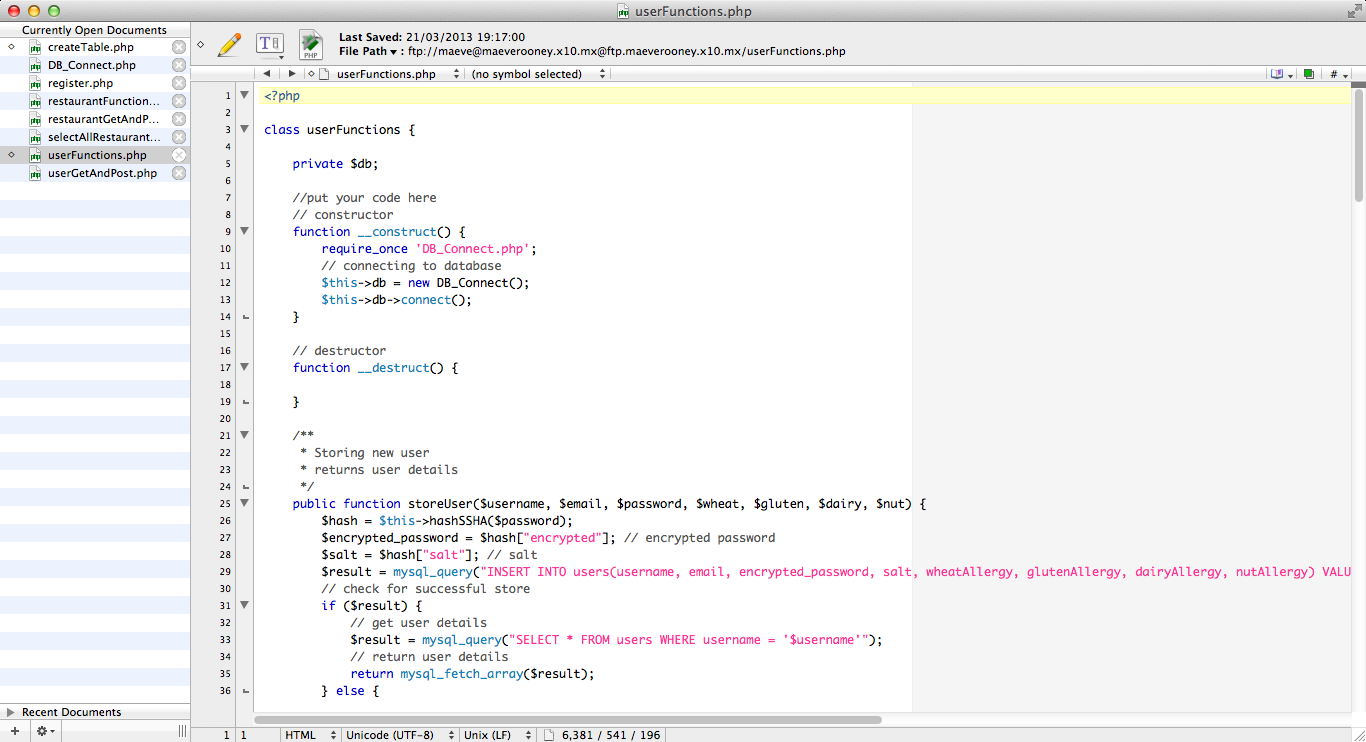 userFunctions.php
Currently Open Documents
createTable.php
DB_Connect.php
register.php
restaurantFunction...
restaurantGetAndP...
selectAllRestaurant...
userFunctions.php
userGetAndPost.php
Recent Documents
T
PHP
Last Saved: 21/03/2013 19:17:00
File Path ▾ : ftp://maeve@maeverooney.x10.mx@ftp.maeverooney.x10.mx/userFunctions.php
userFunctions.php (no symbol selected) #
1 <?php
2
3 class userFunctions {
4
5 private $db;
6
7 //put your code here
8 // constructor
9 function __construct() {
10 require_once 'DB_Connect.php';
11 // connecting to database
12 $this->db = new DB_Connect();
13 $this->db->connect();
14 }
15
16 // destructor
17 function __destruct() {
18
19 }
20
21 /**
22 * Storing new user
23 * returns user details
24 */
25 public function storeUser($username, $email, $password, $wheat, $gluten, $dairy, $nut) {
26 $hash = $this->hashSSHA($password);
27 $encrypted_password = $hash["encrypted"]; // encrypted password
28 $salt = $hash["salt"]; // salt
29 $result = mysql_query("INSERT INTO users(username, email, encrypted_password, salt, wheatAllergy, glutenAllergy, dairyAllergy, nutAllergy) VALU
30 // check for successful store
31 if ($result) {
32 // get user details
33 $result = mysql_query("SELECT * FROM users WHERE username = '$username'");
34 // return user details
35 return mysql_fetch_array($result);
36 } else {
1 1 HTML Unicode (UTF-8) Unix (LF) 6,381 / 541 / 196